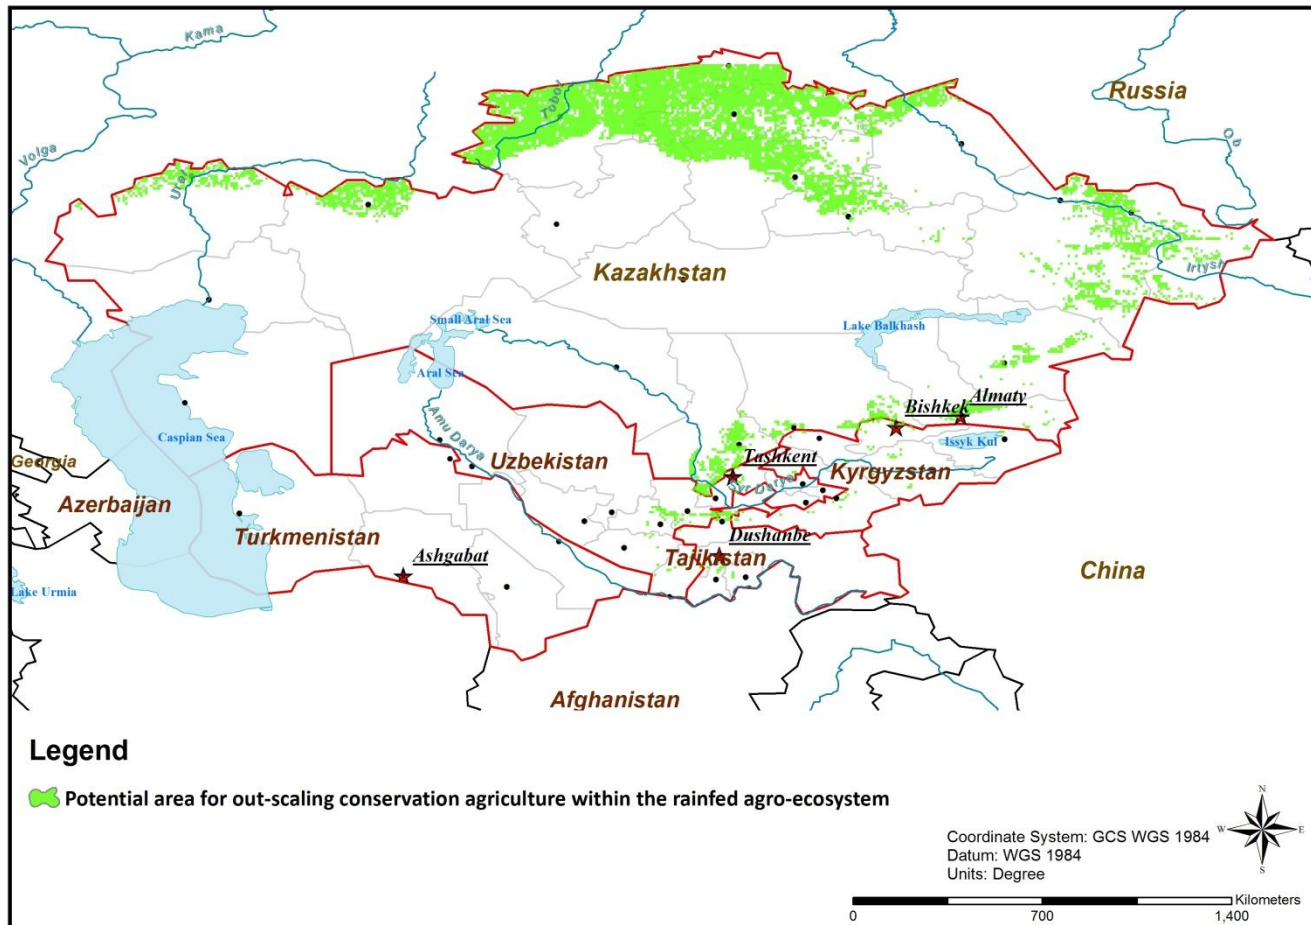 Kama
Russia
Tobol
Volga
Ob
Ural
Kazakhstan
Irtysh
Small Aral Sea
Lake Balkhash
Aral Sea
Almaty
Bishkek
Amu Darya
Caspian Sea
Issyk Kul
Georgia
Uzbekistan
Tashkent
Kyrgyzstan
Syr Darya
Azerbaijan
Turkmenistan
Dushanbe
Ashgabat
Tajikistan
China
Lake Urmia
Afghanistan
Legend
Potential area for out-scaling conservation agriculture within the rainfed agro-ecosystem
N
W
E
S
Coordinate System: GCS WGS 1984
Datum: WGS 1984
Units: Degree
Kilometers
0 700 1,400